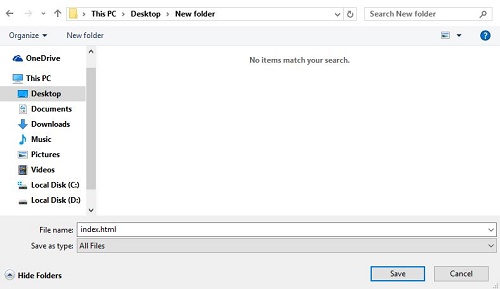 This PC > Desktop > New folder
Search New folder
Organize
New folder
?
OneDrive
This PC
Desktop
Documents
Downloads
Music
Pictures
Videos
Local Disk (C:)
Local Disk (D:)
No items match your search.
File name: index.html
Save as type: All Files
Hide Folders
Save
Cancel